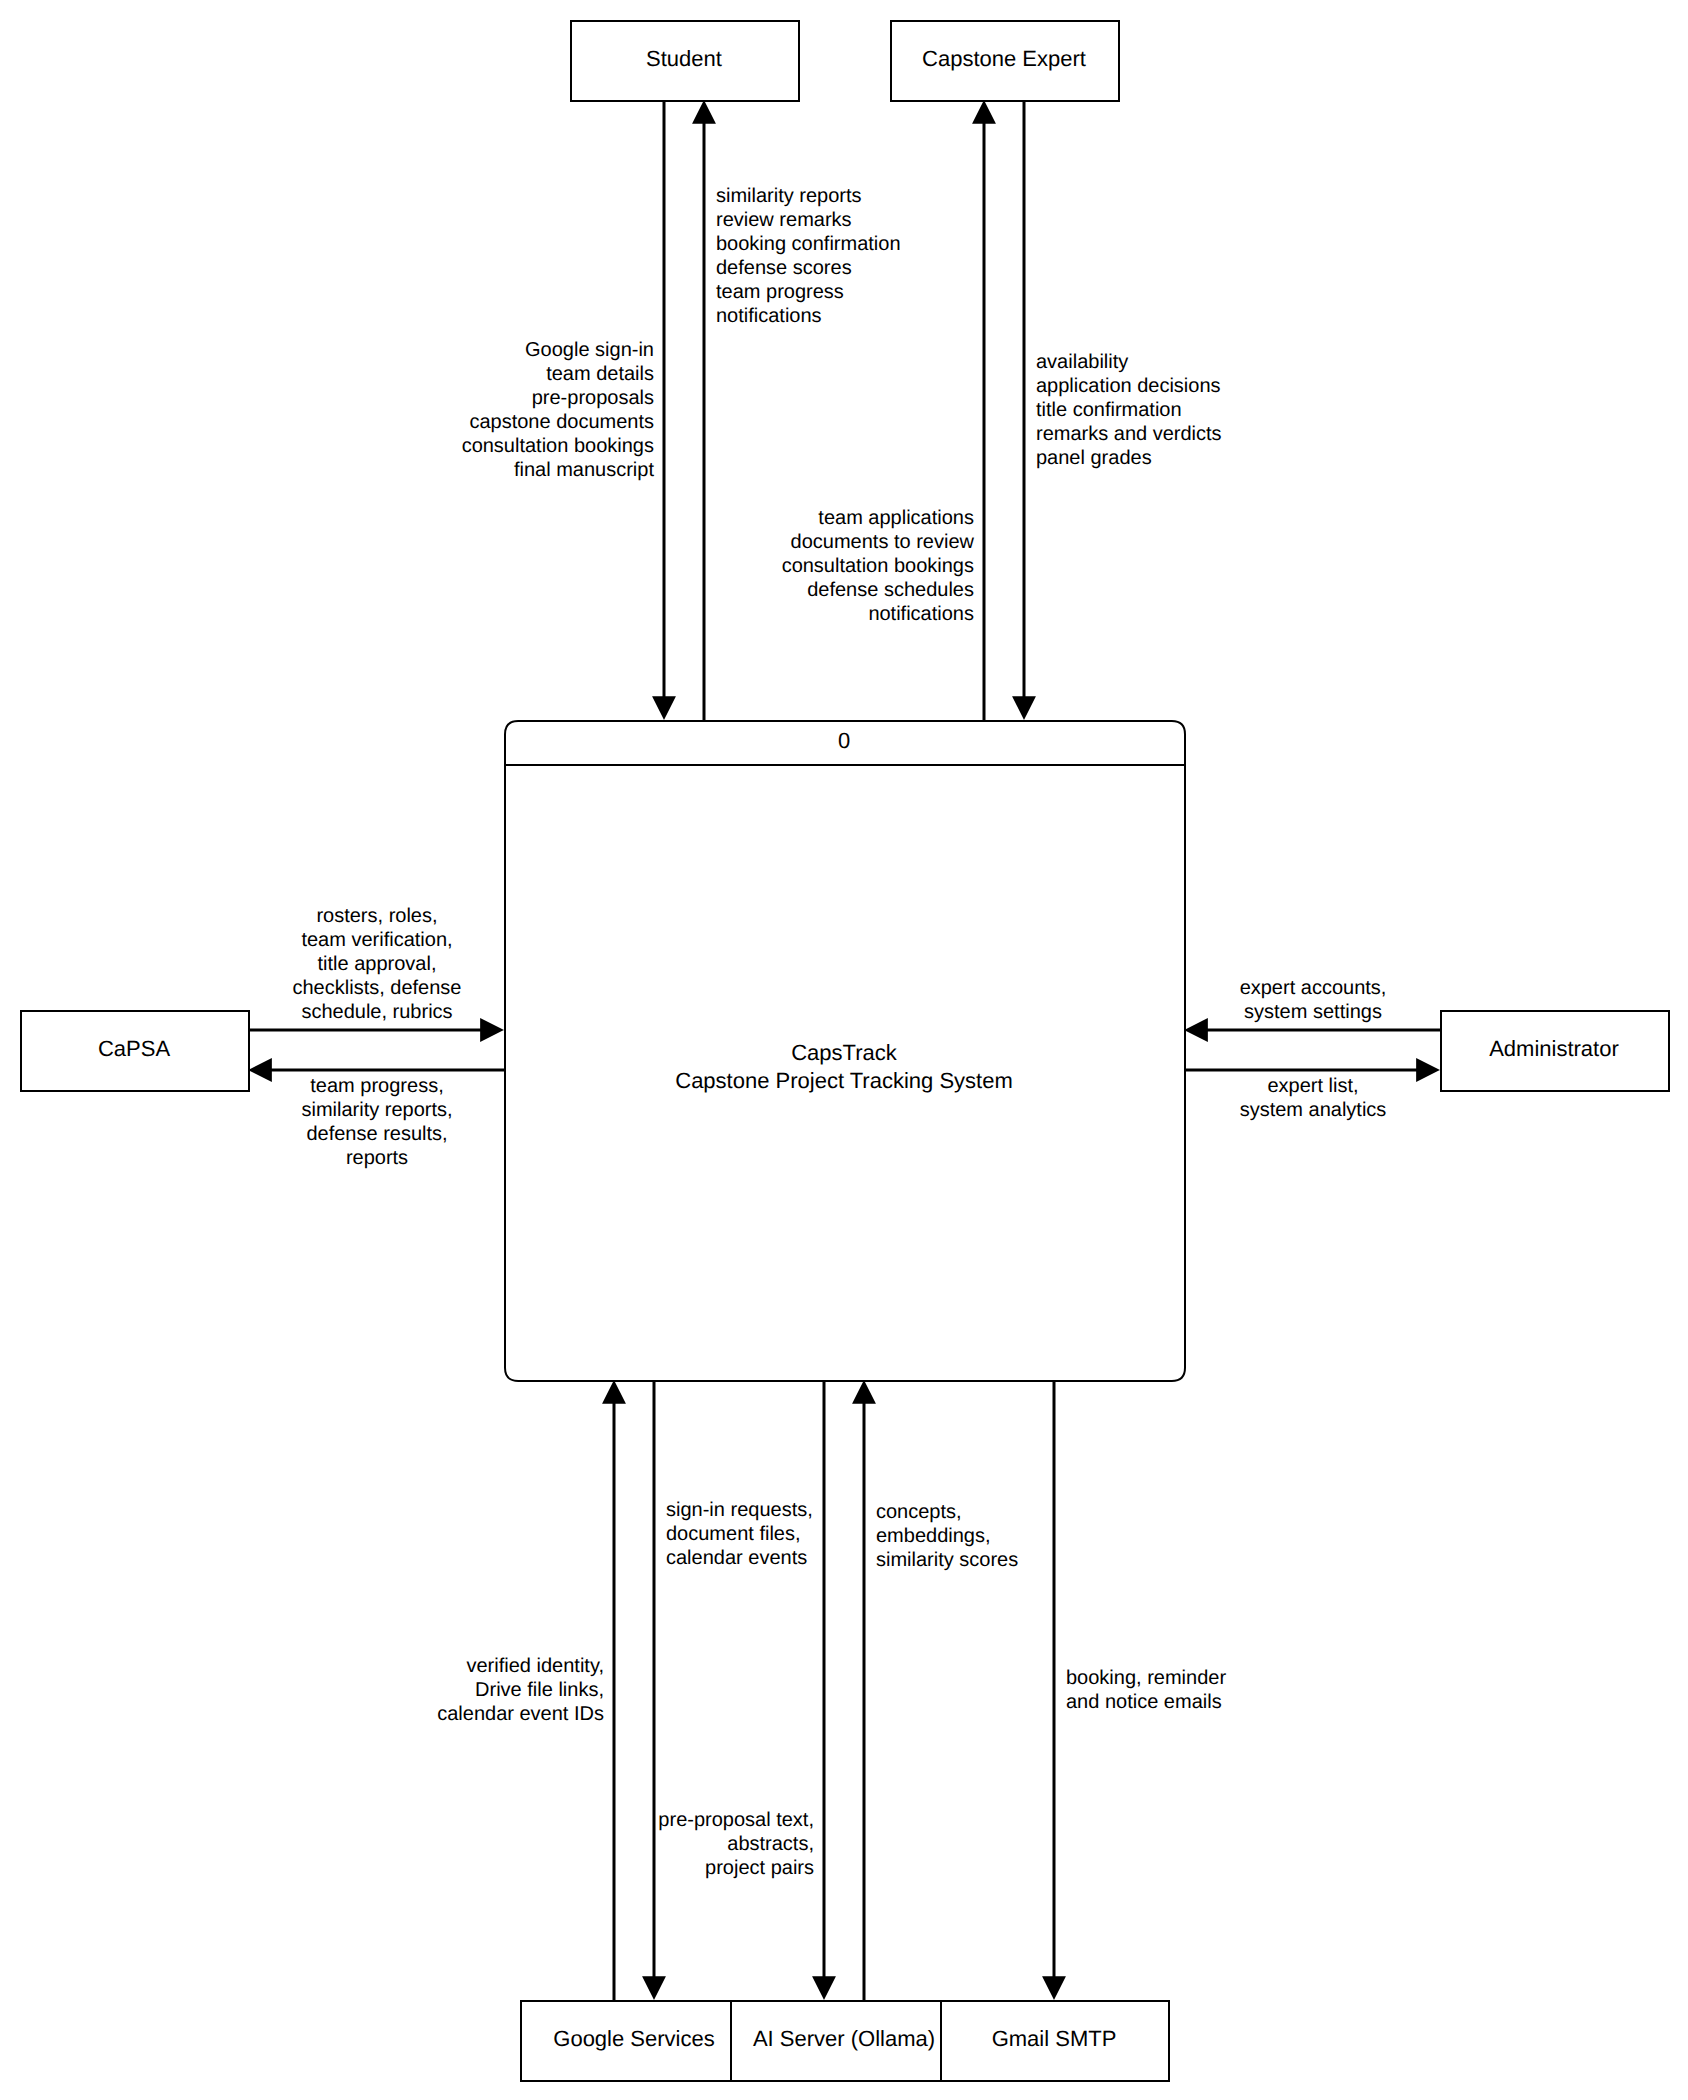 Student
Capstone Expert
similarity reports
review remarks
booking confirmation
defense scores
team progress
notifications
Google sign-in
team details
pre-proposals
capstone documents
consultation bookings
final manuscript
availability
application decisions
title confirmation
remarks and verdicts
panel grades
team applications
documents to review
consultation bookings
defense schedules
notifications
0
rosters, roles,
team verification,
title approval,
checklists, defense
schedule, rubrics
CaPSA
team progress,
similarity reports,
defense results,
reports
CapsTrack
Capstone Project Tracking System
expert accounts,
system settings
Administrator
expert list,
system analytics
sign-in requests,
document files,
calendar events
concepts,
embeddings,
similarity scores
verified identity,
Drive file links,
calendar event IDs
booking, reminder
and notice emails
pre-proposal text,
abstracts,
project pairs
Google Services
AI Server (Ollama)
Gmail SMTP